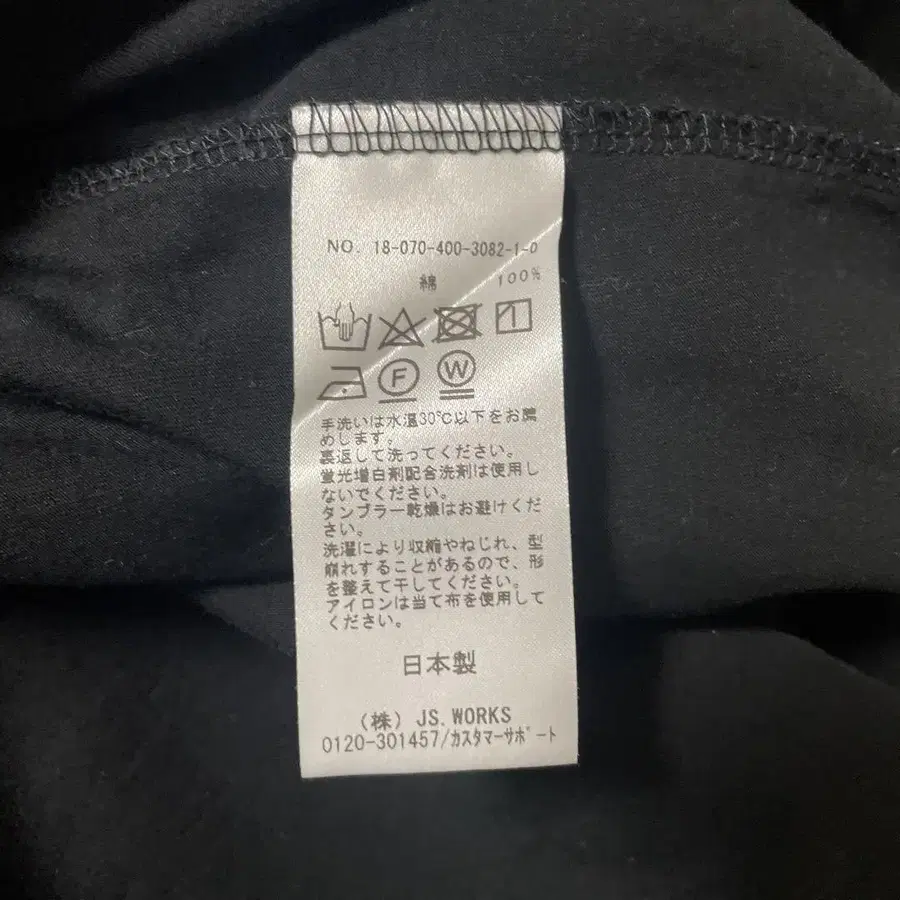 NO. 18-070-400-3082-1-0
綿 100%
F W
手洗いは水温30℃以下をお薦
めします。
裏返して洗ってください。
蛍光増白剤配合洗剤は使用し
ないでください。
タンブラー乾燥はお避けくだ
さい。
洗濯により収縮やねじれ、型
崩れすることがあるので、形
を整えて干してください。
アイロンは当て布を使用して
ください。
日本製
(株) JS.WORKS
0120-301457/カスタマーサポート